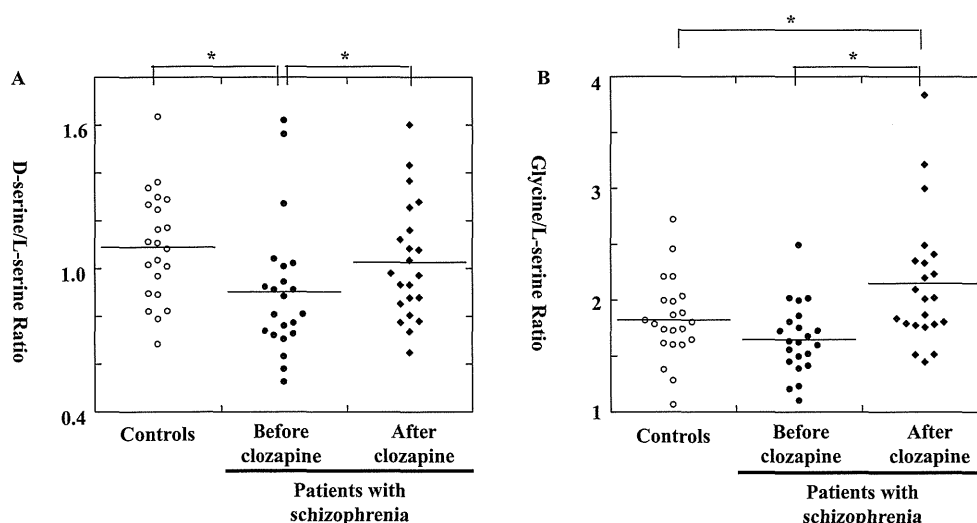 A
*
*
D-serine/L-serine Ratio
1.6
1.0
0.4
Controls
Before
clozapine
After
clozapine
Patients with
schizophrenia
B
*
*
Glycine/L-serine Ratio
4
3
2
1
Controls
Before
clozapine
After
clozapine
Patients with
schizophrenia